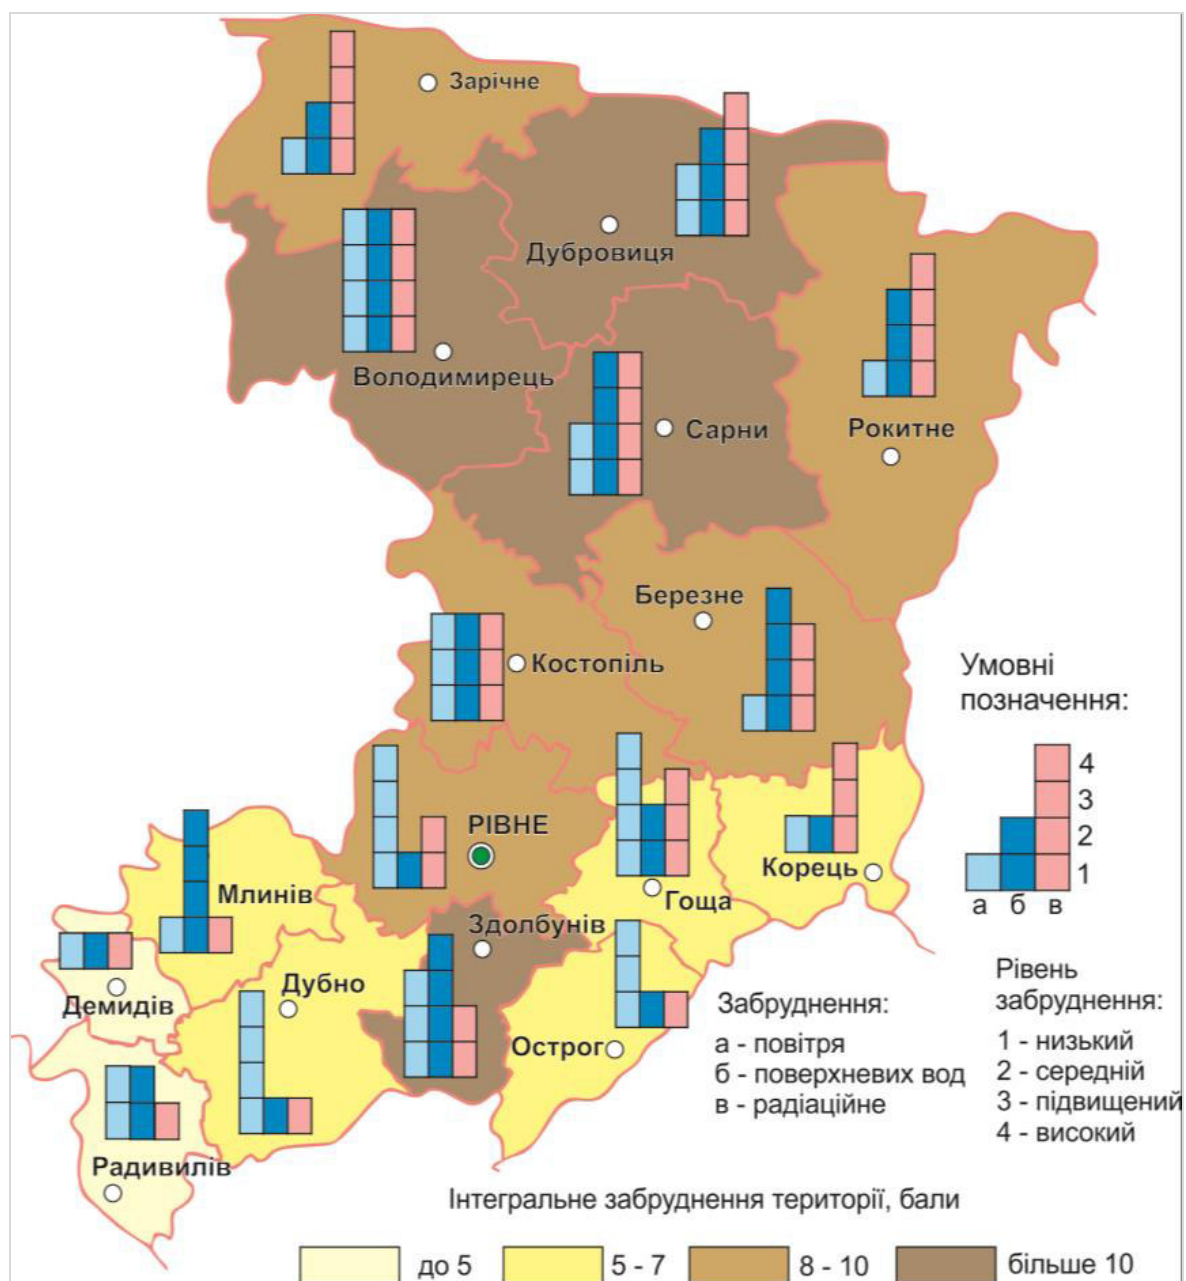 Зарічне
Дубровиця
Володимирець
Сарни
Рокитне
Березне
Костопіль
Умовні
позначення:
4
3
2
1
а б в
РІВНЕ
Млинів
Гоща
Корець
Здолбунів
Дубно
Демидів
Острог
Радивилів
Забруднення:
а - повітря
б - поверхневих вод
в - радіаційне
Рівень
забруднення:
1 - низький
2 - середній
3 - підвищений
4 - високий
Інтегральне забруднення території, бали
до 5 5 - 7 8 - 10 більше 10